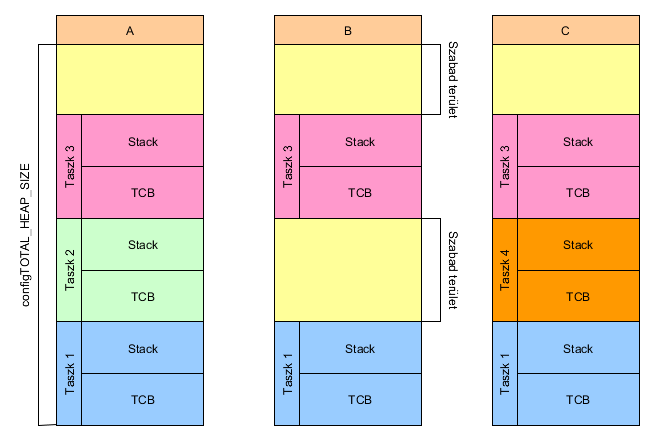 A
B
C
configTOTAL_HEAP_SIZE
Szabad terület
Taszk 3
Stack
TCB
Taszk 3
Stack
TCB
Taszk 3
Stack
TCB
Taszk 2
Stack
TCB
Szabad terület
Taszk 4
Stack
TCB
Taszk 1
Stack
TCB
Taszk 1
Stack
TCB
Taszk 1
Stack
TCB